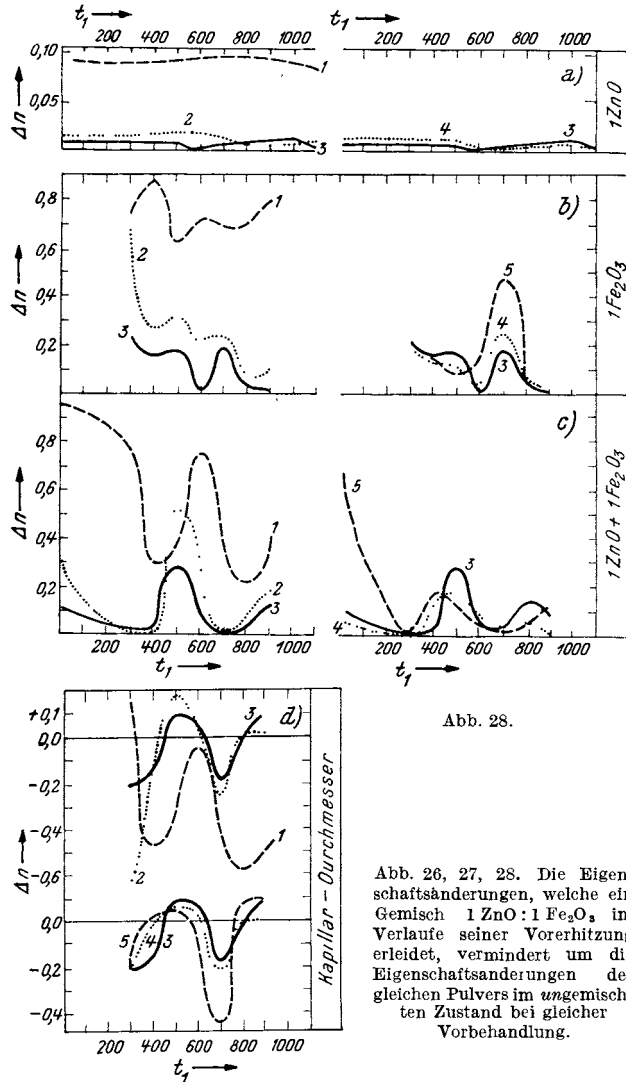 t₁ →
200 400 600 800 1000
t₁ →
200 400 600 800 1000
0,10
0,05
Δn →
1
2
3
4
3
a)
1ZnO
0,8
0,6
0,4
0,2
Δn →
1
2
3
5
4
3
b)
1Fe₂O₃
0,8
0,6
0,4
0,2
Δn →
1
2
3
5
3
4
c)
1ZnO + 1Fe₂O₃
200 400 600 800 1000
t₁ →
200 400 600 800 1000
t₁ →
+0,1
0,0
-0,2
-0,4
-0,6
0,0
-0,2
-0,4
Δn →
d)
3
1
2
5 4 3
Kapillar-Durchmesser
200 400 600 800 1000
t₁ →
Abb. 28.
Abb. 26, 27, 28. Die Eigen
schaftsänderungen, welche ein
Gemisch 1 ZnO : 1 Fe₂O₃ in
Verlaufe seiner Vorerhitzung
erleidet, vermindert um di
Eigenschaftsanderungen de
gleichen Pulvers im ungemisch
ten Zustand bei gleicher
Vorbehandlung.